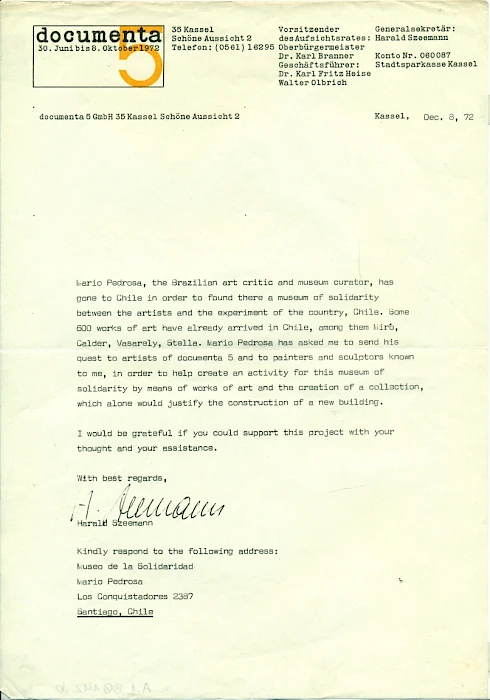 documenta 5
30. Juni bis 8. Oktober 1972
35 Kassel
Schöne Aussicht 2
Telefon: (0561) 16295
Vorsitzender
des Aufsichtsrates:
Oberbürgermeister
Dr. Karl Branner
Geschäftsführer:
Dr. Karl Fritz Heise
Walter Olbrich
Generalsekretär:
Harald Szeemann
Konto Nr. 060087
Stadtsparkasse Kassel
documenta 5 GmbH 35 Kassel Schöne Aussicht 2
Kassel, Dec. 8, 72
Mario Pedrosa, the Brazilian art critic and museum curator, has
gone to Chile in order to found there a museum of solidarity
between the artists and the experiment of the country, Chile. Some
600 works of art have already arrived in Chile, among them Mirò,
Calder, Vasarely, Stella. Mario Pedrosa has asked me to send his
quest to artists of documenta 5 and to painters and sculptors known
to me, in order to help create an activity for this museum of
solidarity by means of works of art and the creation of a collection,
which alone would justify the construction of a new building.
I would be grateful if you could support this project with your
thought and your assistance.
With best regards,
H. Szeemann
Harald Szeemann
Kindly respond to the following address:
Museo de la Solidaridad
Mario Pedrosa
Los Conquistadores 2387
Santiago, Chile